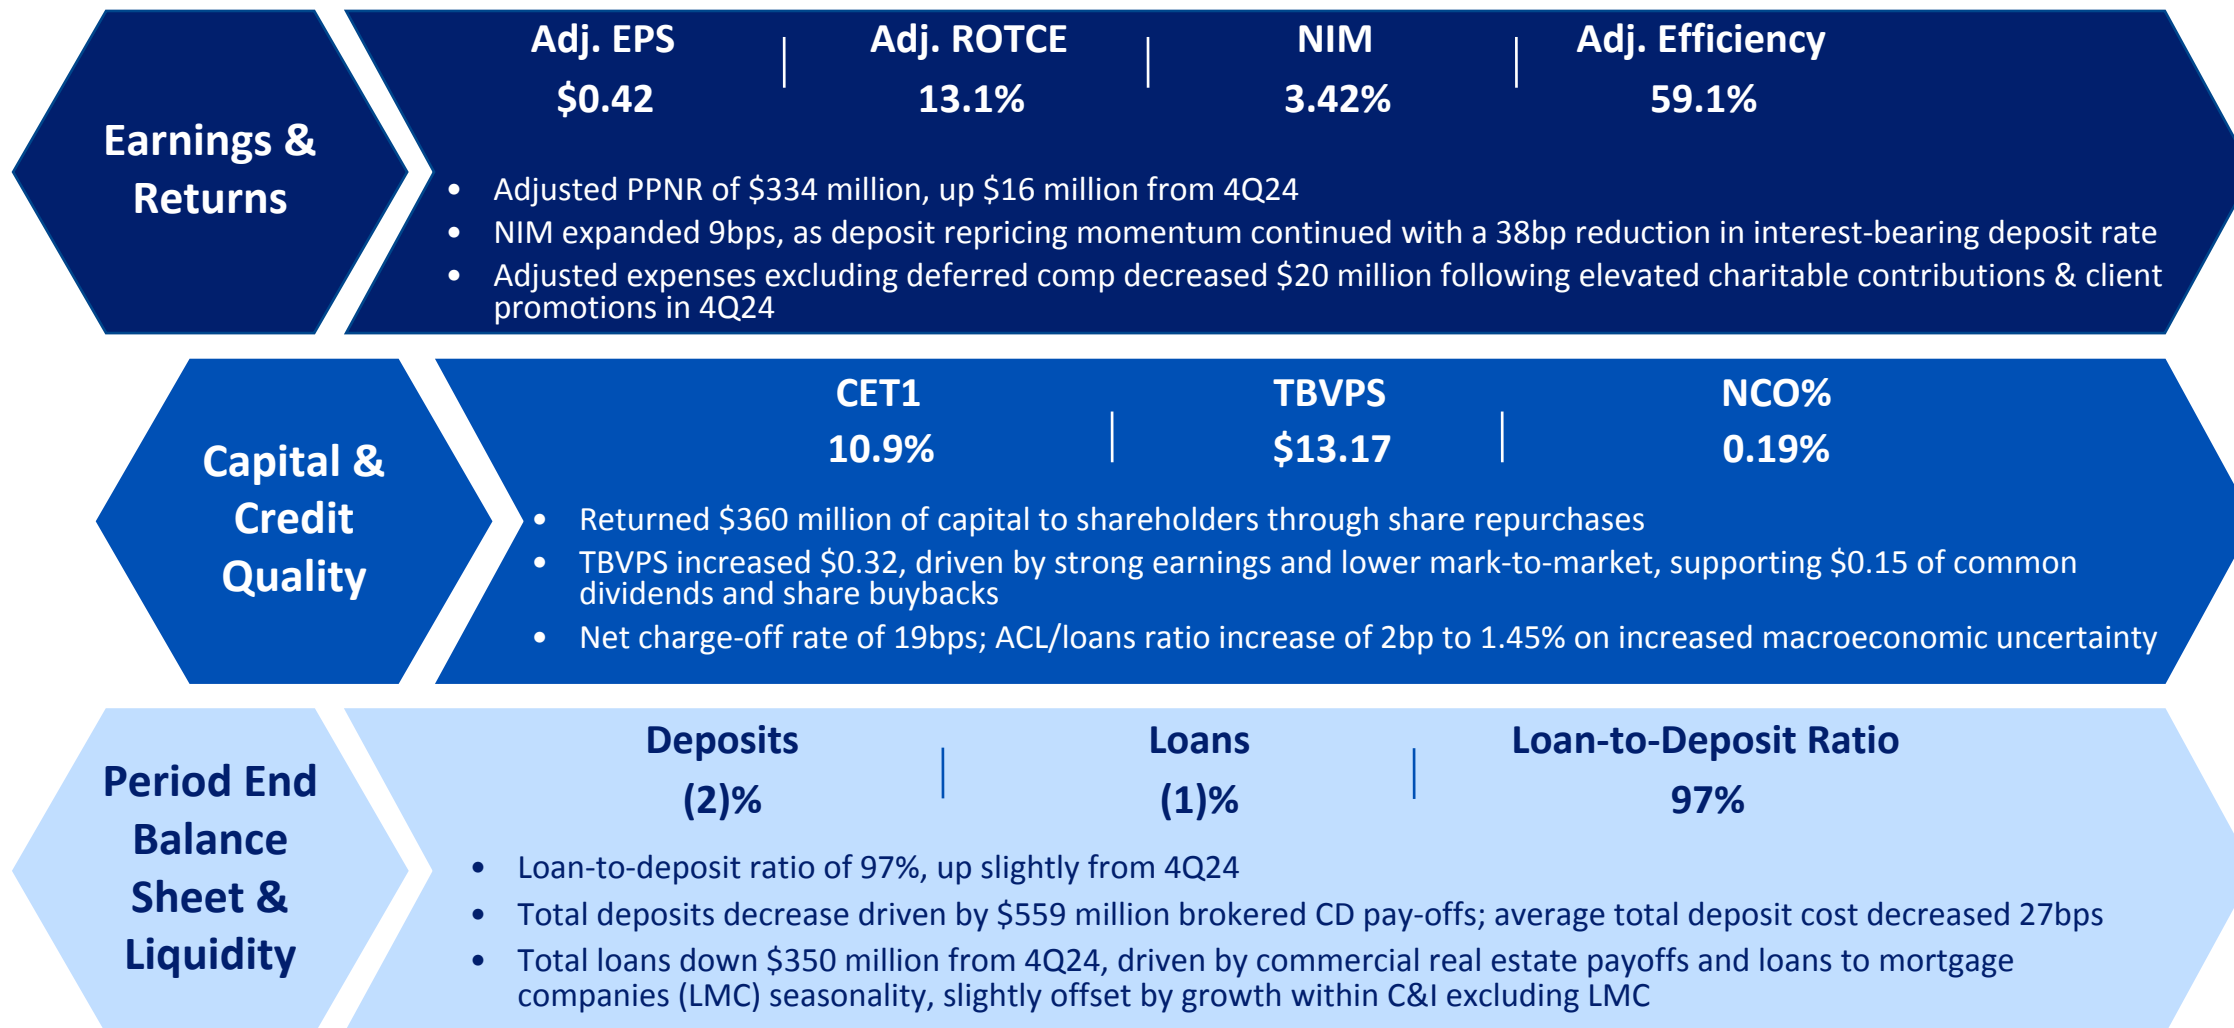 Earnings &
Returns
Adj. EPS
Adj. ROTCE
NIM
Adj. Efficiency
$0.42
13.1%
3.42%
59.1%
• Adjusted PPNR of $334 million, up $16 million from 4Q24
• NIM expanded 9bps, as deposit repricing momentum continued with a 38bp reduction in interest-bearing deposit rate
• Adjusted expenses excluding deferred comp decreased $20 million following elevated charitable contributions & client
promotions in 4Q24
Capital &
Credit
Quality
CET1
TBVPS
NCO%
10.9%
$13.17
0.19%
• Returned $360 million of capital to shareholders through share repurchases
• TBVPS increased $0.32, driven by strong earnings and lower mark-to-market, supporting $0.15 of common
dividends and share buybacks
• Net charge-off rate of 19bps; ACL/loans ratio increase of 2bp to 1.45% on increased macroeconomic uncertainty
Period End
Balance
Sheet &
Liquidity
Deposits
Loans
Loan-to-Deposit Ratio
(2)%
(1)%
97%
• Loan-to-deposit ratio of 97%, up slightly from 4Q24
• Total deposits decrease driven by $559 million brokered CD pay-offs; average total deposit cost decreased 27bps
• Total loans down $350 million from 4Q24, driven by commercial real estate payoffs and loans to mortgage
companies (LMC) seasonality, slightly offset by growth within C&I excluding LMC